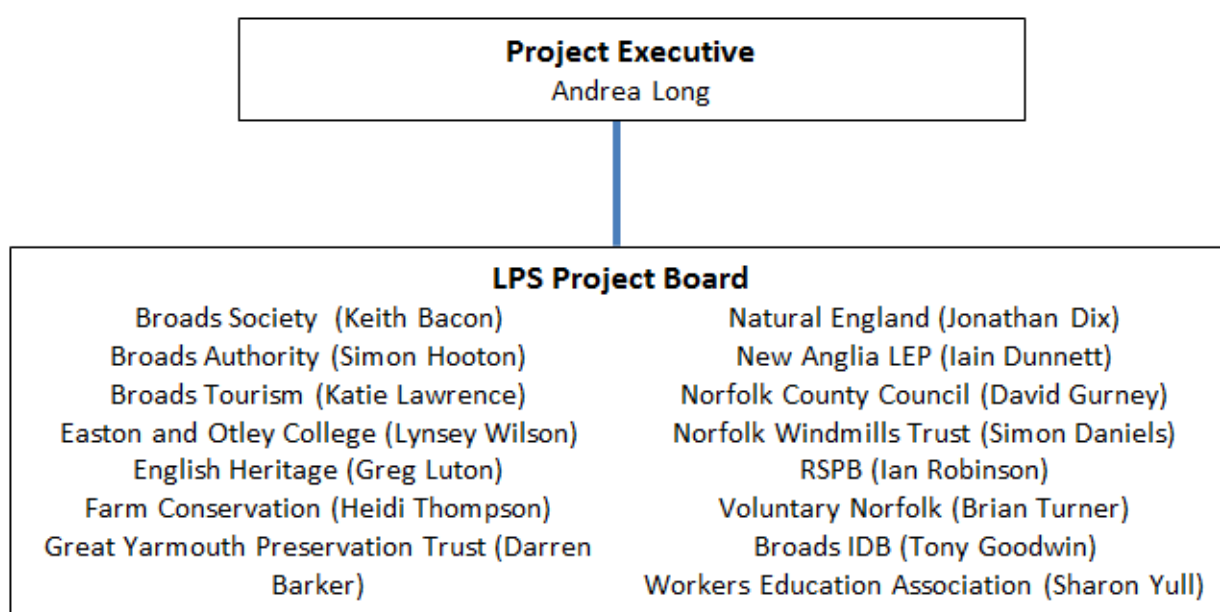 Project Executive
Andrea Long
LPS Project Board
Broads Society (Keith Bacon)
Broads Authority (Simon Hooton)
Broads Tourism (Katie Lawrence)
Easton and Otley College (Lynsey Wilson)
English Heritage (Greg Luton)
Farm Conservation (Heidi Thompson)
Great Yarmouth Preservation Trust (Darren
Barker)
Natural England (Jonathan Dix)
New Anglia LEP (Iain Dunnett)
Norfolk County Council (David Gurney)
Norfolk Windmills Trust (Simon Daniels)
RSPB (Ian Robinson)
Voluntary Norfolk (Brian Turner)
Broads IDB (Tony Goodwin)
Workers Education Association (Sharon Yull)